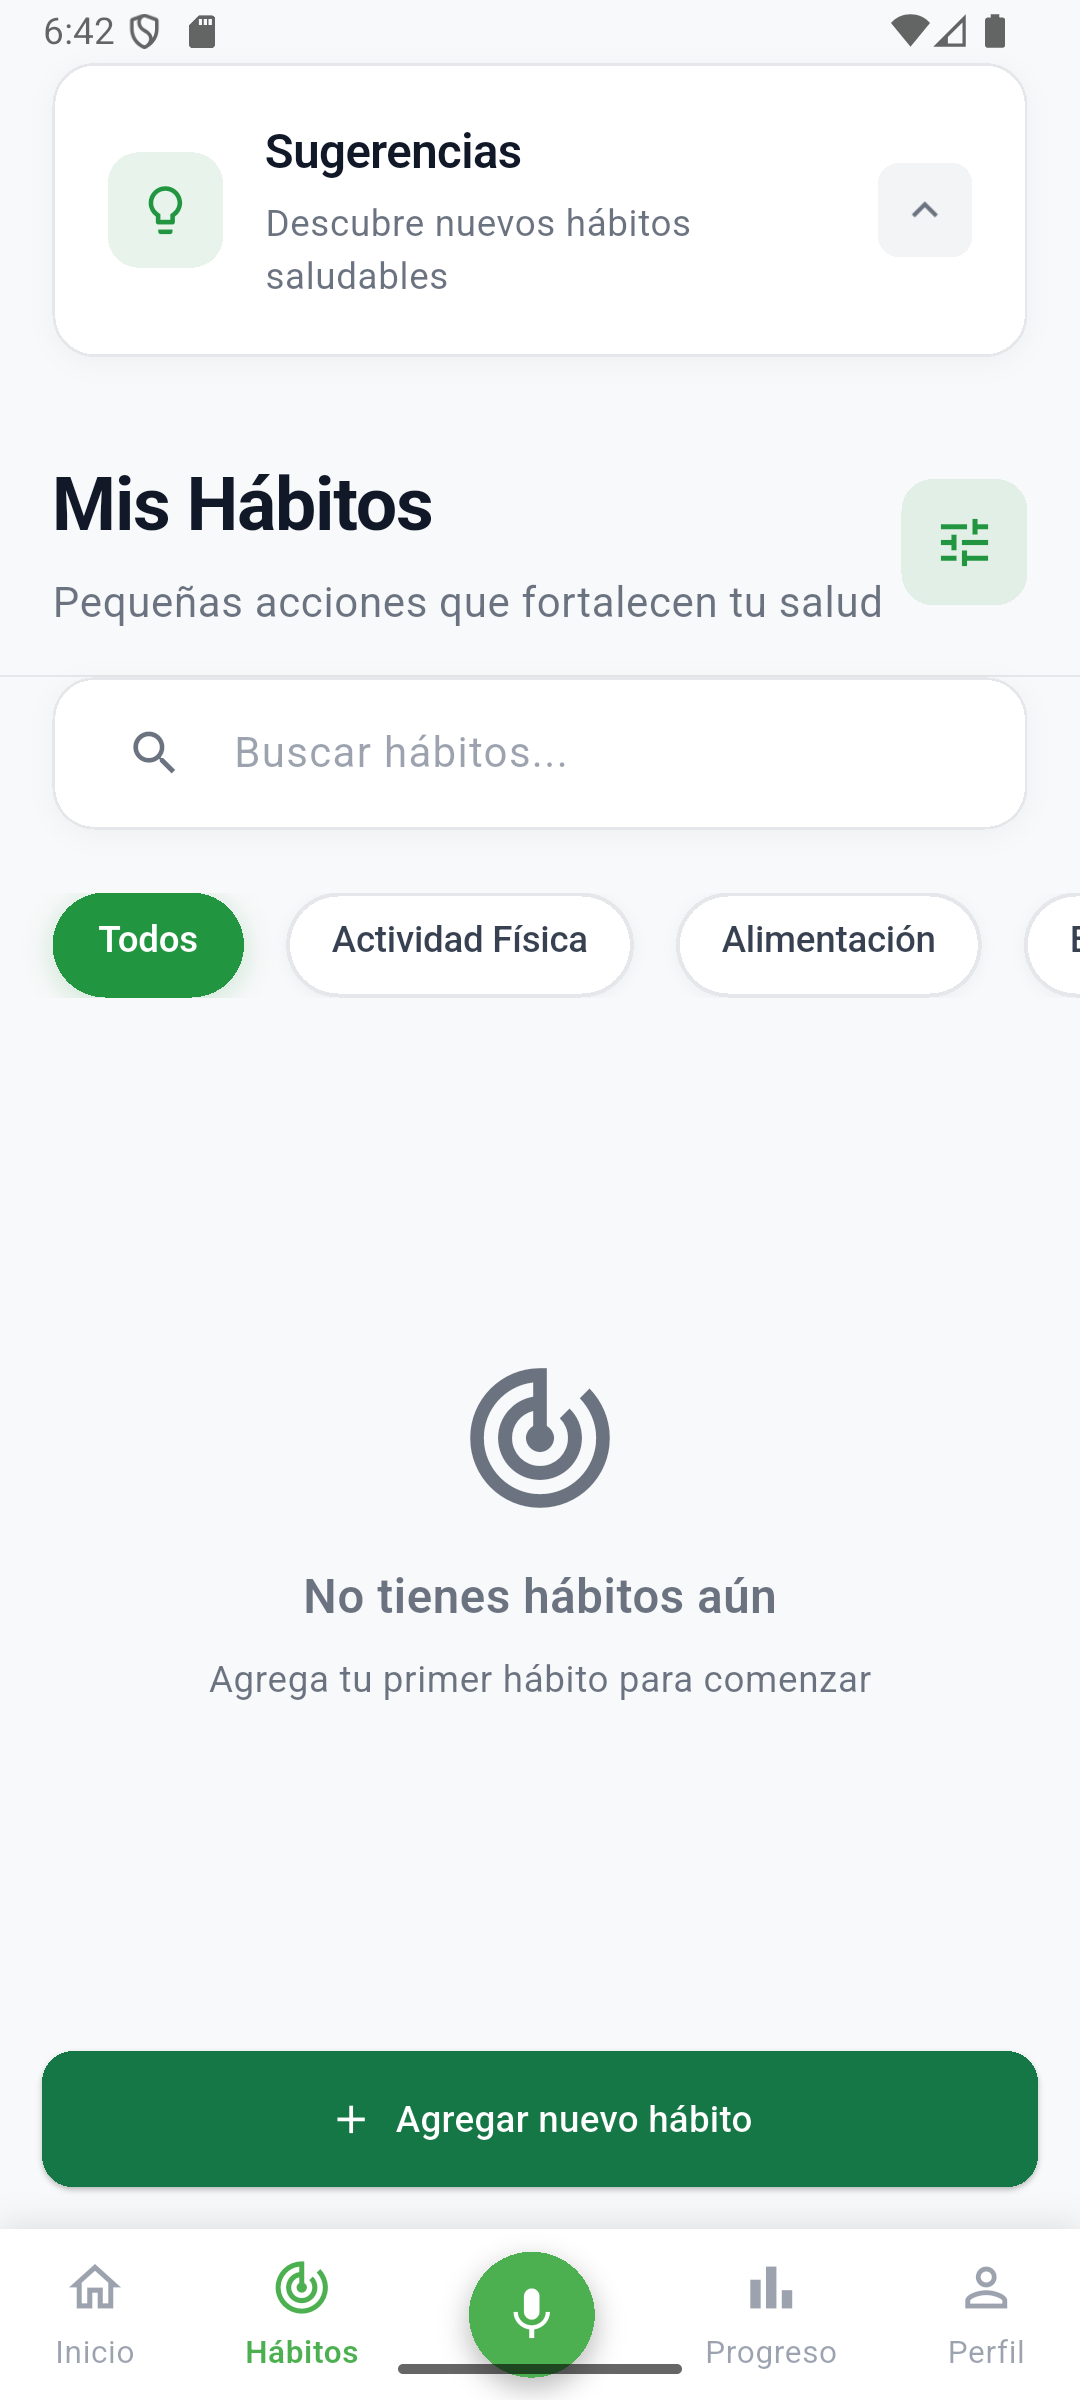 6:42
Sugerencias
Descubre nuevos hábitos
saludables
Mis Hábitos
Pequeñas acciones que fortalecen tu salud
Buscar hábitos...
Todos
Actividad Física
Alimentación
No tienes hábitos aún
Agrega tu primer hábito para comenzar
Agregar nuevo hábito
Inicio
Hábitos
Progreso
Perfil